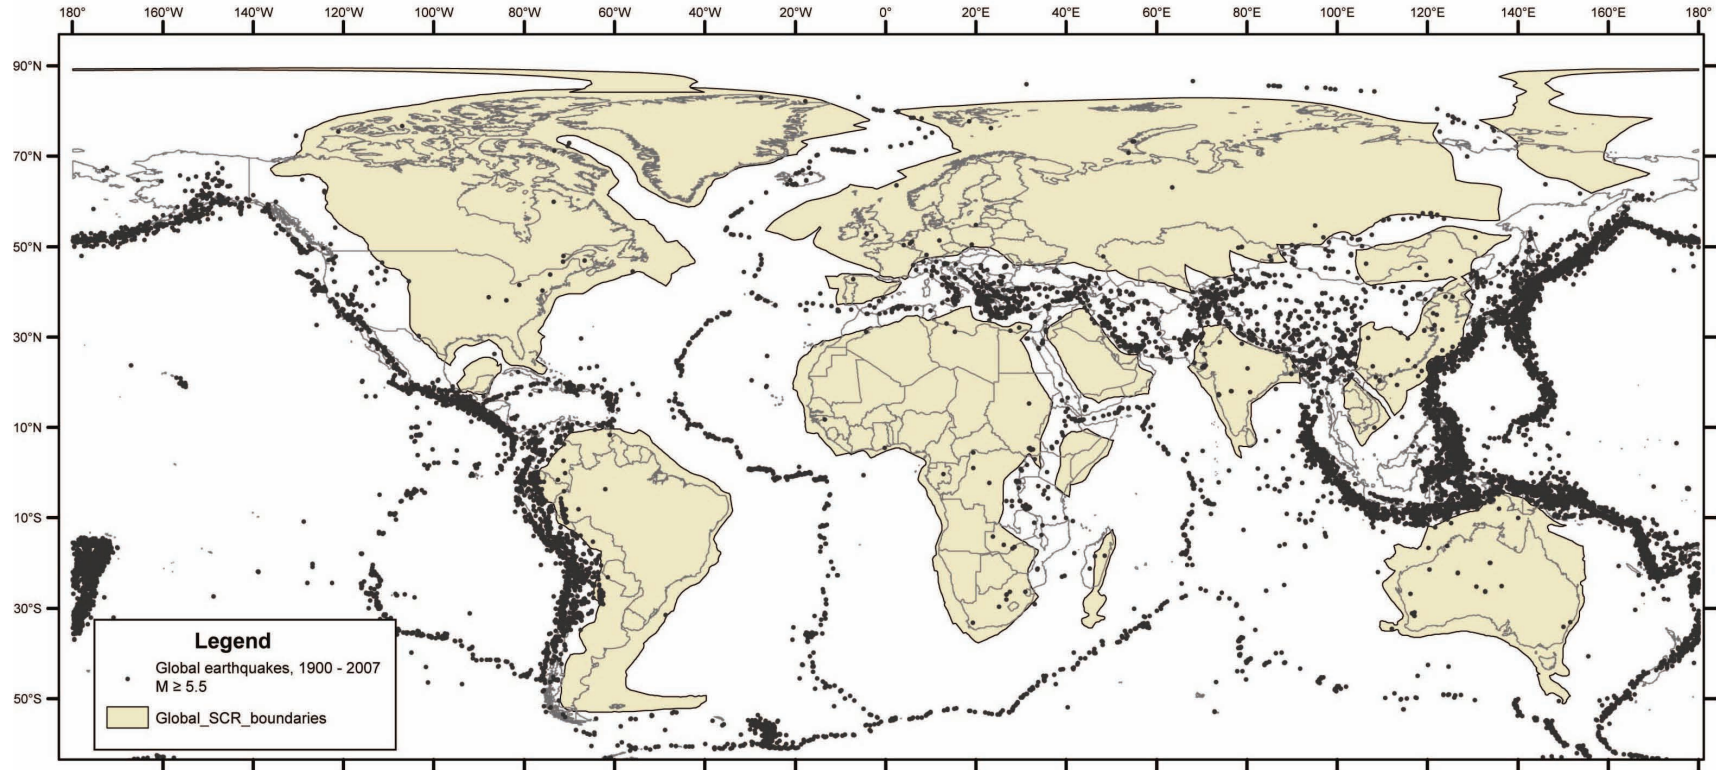 180° 160°W 140°W 120°W 100°W 80°W 60°W 40°W 20°W 0° 20°E 40°E 60°E 80°E 100°E 120°E 140°E 160°E 180°
90°N
70°N
50°N
30°N
10°N
10°S
30°S
50°S
Legend
Global earthquakes, 1900 - 2007
M ≥ 5.5
Global_SCR_boundaries